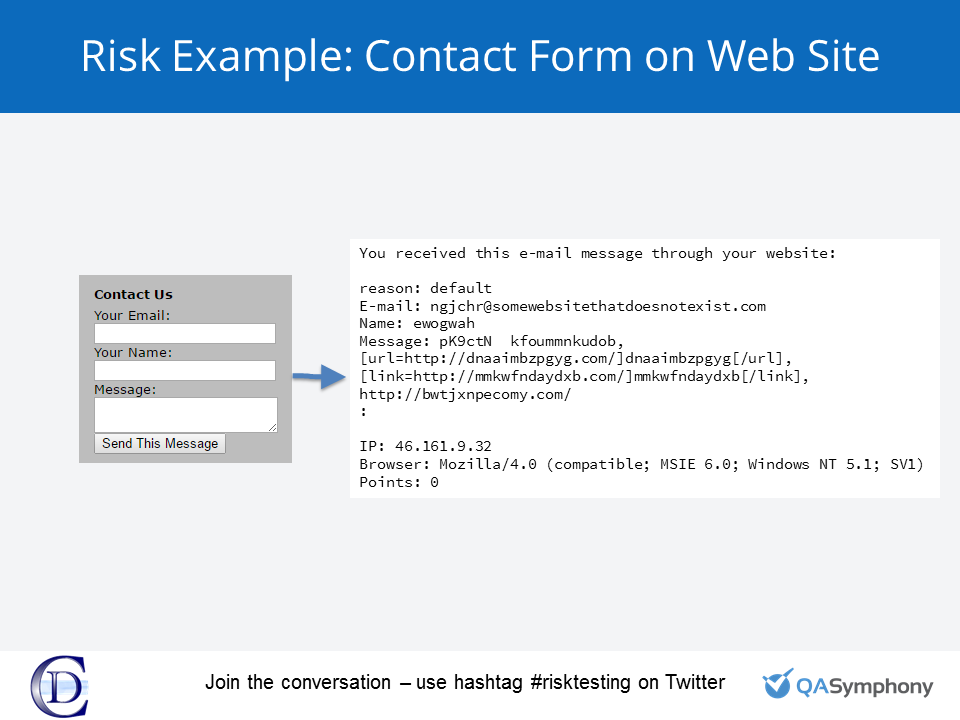 Risk Example: Contact Form on Web Site
Contact Us
Your Email:
Your Name:
Message:
Send This Message
You received this e-mail message through your website:
reason: default
E-mail: ngjchr@somewebsitethatdoesnotexist.com
Name: ewogwah
Message: pK9ctN  kfoummnkudob,
[url=http://dnaaimbzpgyg.com/]dnaaimbzpgyg[/url],
[link=http://mmkwfndaydxb.com/]mmkwfndaydxb[/link],
http://bwtjxnpecomy.com/
:
IP: 46.161.9.32
Browser: Mozilla/4.0 (compatible; MSIE 6.0; Windows NT 5.1; SV1)
Points: 0
CD
Join the conversation – use hashtag #risktesting on Twitter
QASymphony